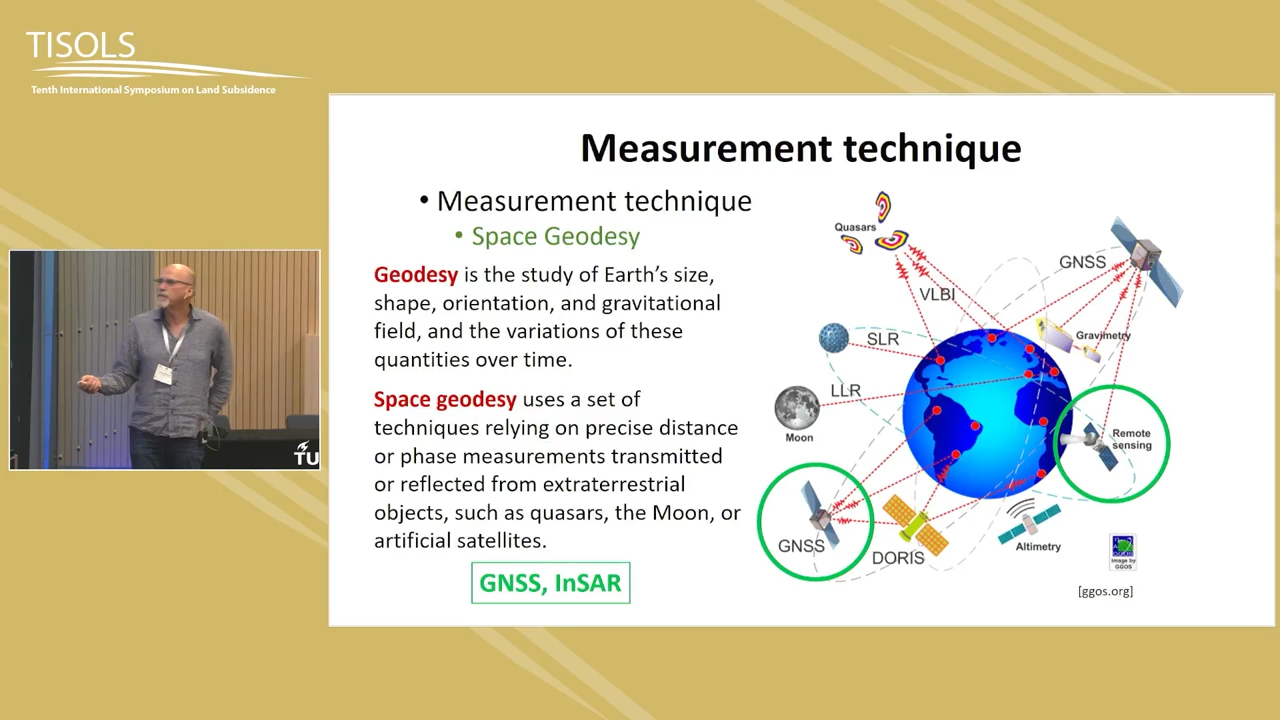 TISOLS
Tenth International Symposium on Land Subsidence
TU
Measurement technique
• Measurement technique
• Space Geodesy
Geodesy is the study of Earth's size,
shape, orientation, and gravitational
field, and the variations of these
quantities over time.
Space geodesy uses a set of
techniques relying on precise distance
or phase measurements transmitted
or reflected from extraterrestrial
objects, such as quasars, the Moon, or
artificial satellites.
GNSS, InSAR
Quasars
GNSS
VLBI
Gravimetry
SLR
LLR
Moon
Remote
sensing
GNSS
DORIS
Altimetry
Image by
GGOS
[ggos.org]